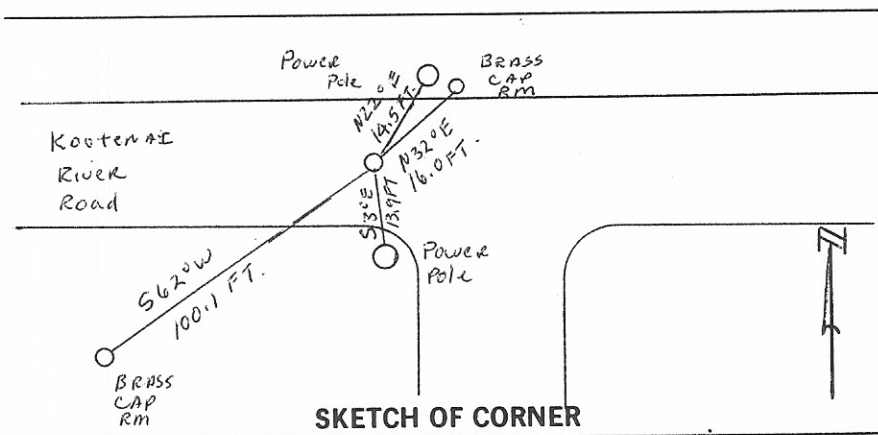 Power
Pole
BRASS
CAP
RM
N22°E
14.5 FT.
N32°E
16.0 FT.
Kootenai
River
Road
S3°E
13.9 FT
Power
Pole
S62°W
100.1 FT.
BRASS
CAP
RM
N
SKETCH OF CORNER